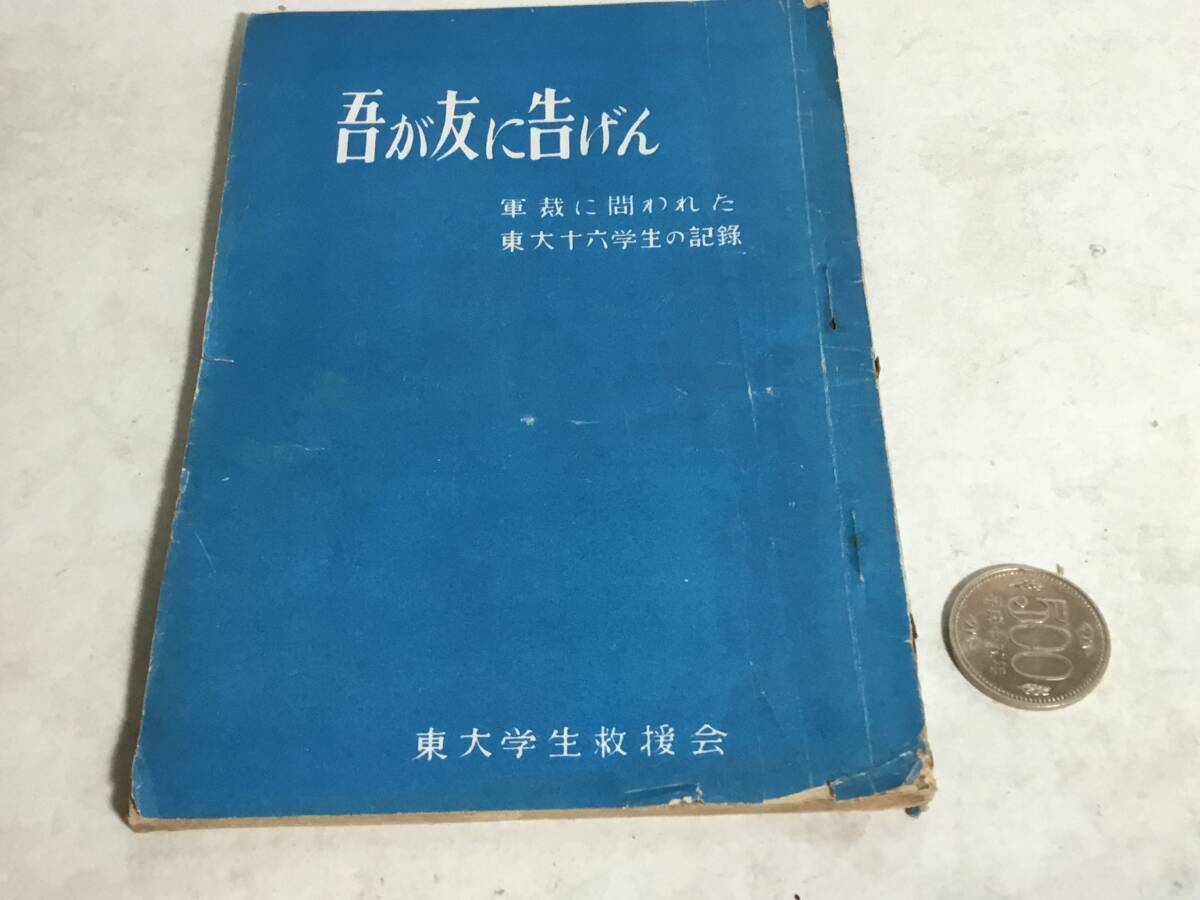 吾が友に告げん
軍裁に問われた
東大十六学生の記録
東大学生救援会
500